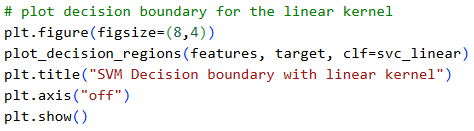 # plot decision boundary for the linear kernel
plt.figure(figsize=(8,4))
plot_decision_regions(features, target, clf=svc_linear)
plt.title("SVM Decision boundary with linear kernel")
plt.axis("off")
plt.show()